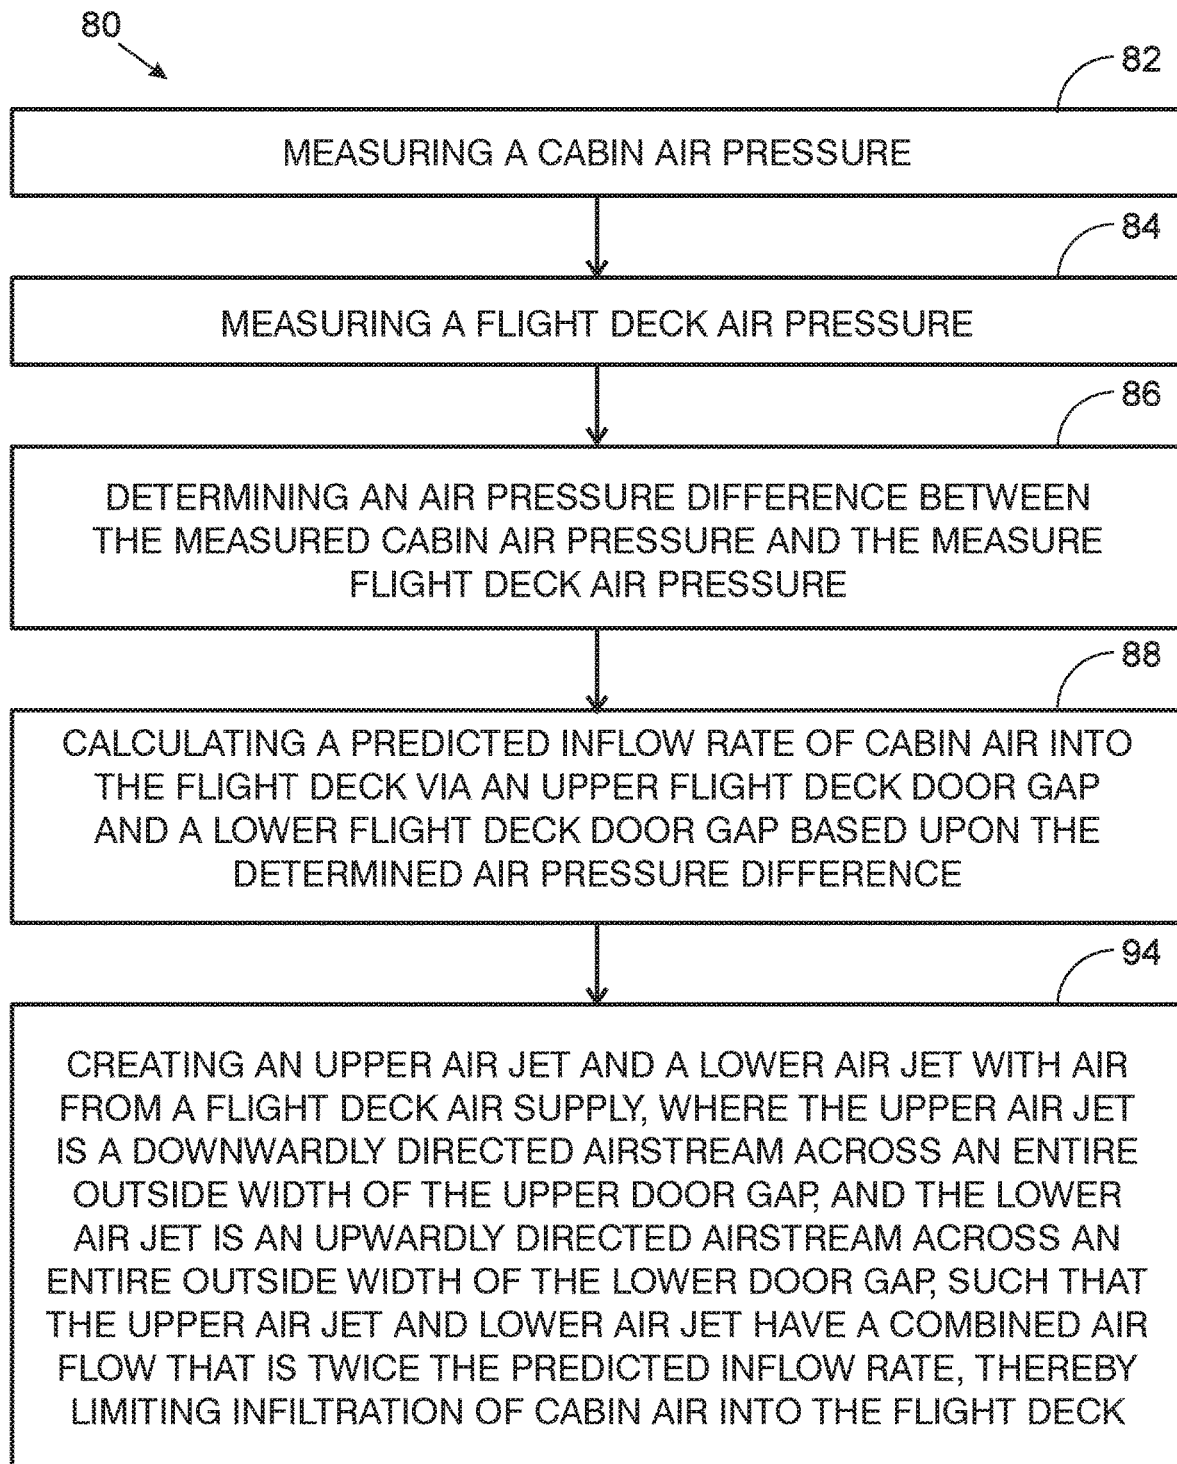 80
82
MEASURING A CABIN AIR PRESSURE
84
MEASURING A FLIGHT DECK AIR PRESSURE
86
DETERMINING AN AIR PRESSURE DIFFERENCE BETWEEN
THE MEASURED CABIN AIR PRESSURE AND THE MEASURE
FLIGHT DECK AIR PRESSURE
88
CALCULATING A PREDICTED INFLOW RATE OF CABIN AIR INTO
THE FLIGHT DECK VIA AN UPPER FLIGHT DECK DOOR GAP
AND A LOWER FLIGHT DECK DOOR GAP BASED UPON THE
DETERMINED AIR PRESSURE DIFFERENCE
94
CREATING AN UPPER AIR JET AND A LOWER AIR JET WITH AIR
FROM A FLIGHT DECK AIR SUPPLY, WHERE THE UPPER AIR JET
IS A DOWNWARDLY DIRECTED AIRSTREAM ACROSS AN ENTIRE
OUTSIDE WIDTH OF THE UPPER DOOR GAP, AND THE LOWER
AIR JET IS AN UPWARDLY DIRECTED AIRSTREAM ACROSS AN
ENTIRE OUTSIDE WIDTH OF THE LOWER DOOR GAP, SUCH THAT
THE UPPER AIR JET AND LOWER AIR JET HAVE A COMBINED AIR
FLOW THAT IS TWICE THE PREDICTED INFLOW RATE, THEREBY
LIMITING INFILTRATION OF CABIN AIR INTO THE FLIGHT DECK